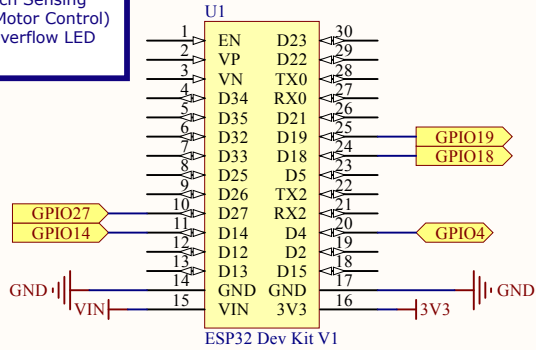 ch Sensing
Motor Control)
verflow LED
U1
1 EN D23 30
2 VP D22 29
3 VN TX0 28
4 D34 RX0 27
5 D35 D21 26
6 D32 D19 25 GPIO19
7 D33 D18 24 GPIO18
8 D25 D5 23
9 D26 TX2 22
GPIO27 10 D27 RX2 21
GPIO14 11 D14 D4 20 GPIO4
12 D12 D2 19
13 D13 D15 18
GND 14 GND GND 17 GND
VIN 15 VIN 3V3 16 3V3
ESP32 Dev Kit V1